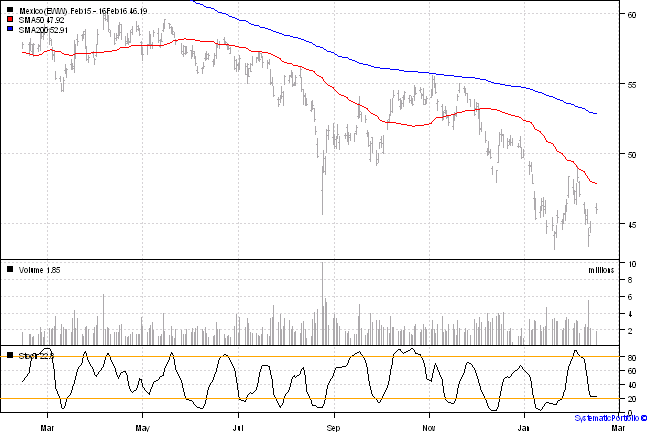 Mexico(EWW) Feb15 - 16Feb16 46.19
SMA50 47.92
SMA200 52.91
60
55
50
45
Volume 1.85
millions
10
8
6
4
2
Stoch 22.8
80
60
40
20
SystematicPortfolio ©
Mar May Jul Sep Nov Jan Mar